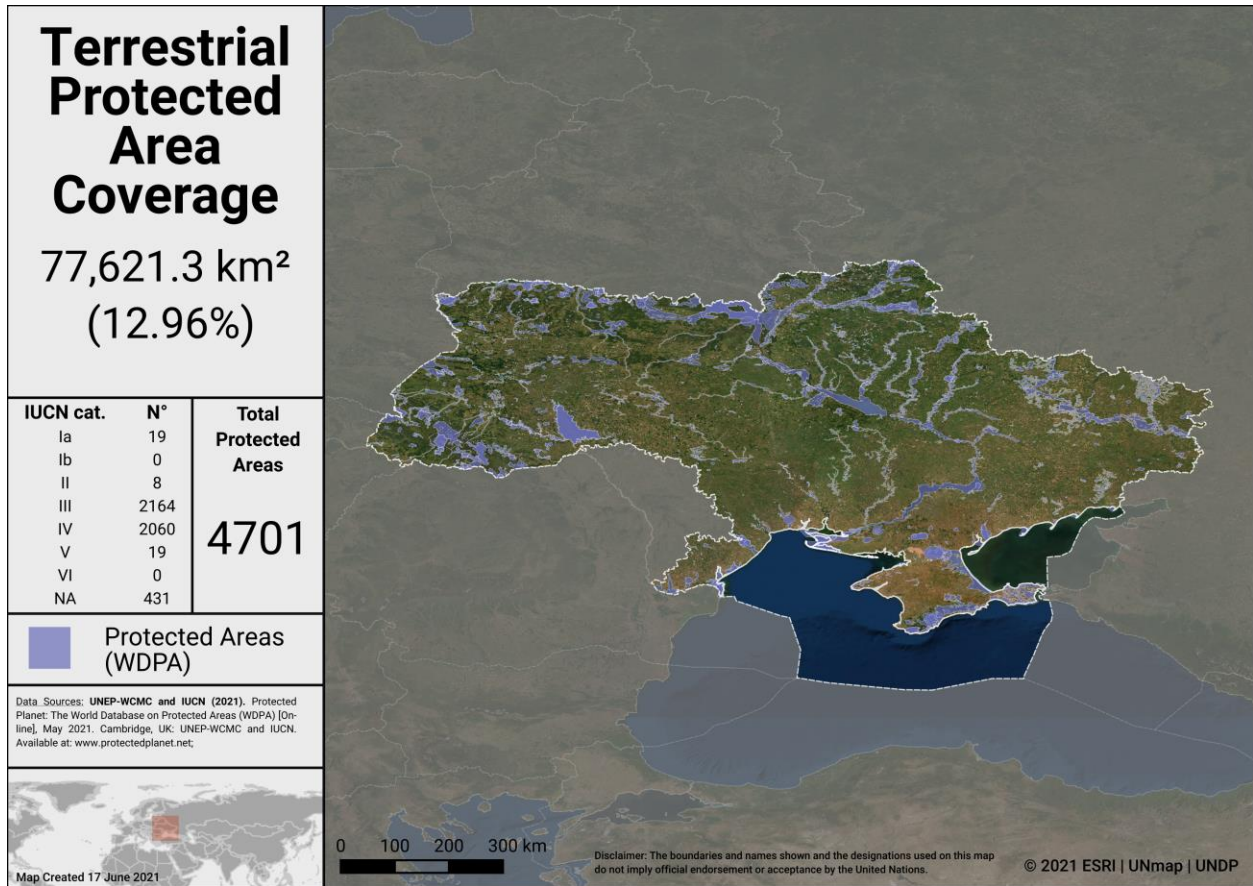 Terrestrial
Protected
Area
Coverage
77,621.3 km²
(12.96%)
IUCN cat. N°
Ia 19
Ib 0
II 8
III 2164
IV 2060
V 19
VI 0
NA 431
Total
Protected
Areas
4701
Protected Areas
(WDPA)
Data Sources: UNEP-WCMC and IUCN (2021). Protected
Planet: The World Database on Protected Areas (WDPA) [On-
line], May 2021. Cambridge, UK: UNEP-WCMC and IUCN.
Available at: www.protectedplanet.net;
Map Created 17 June 2021
0 100 200 300 km
Disclaimer: The boundaries and names shown and the designations used on this map
do not imply official endorsement or acceptance by the United Nations.
© 2021 ESRI | UNmap | UNDP